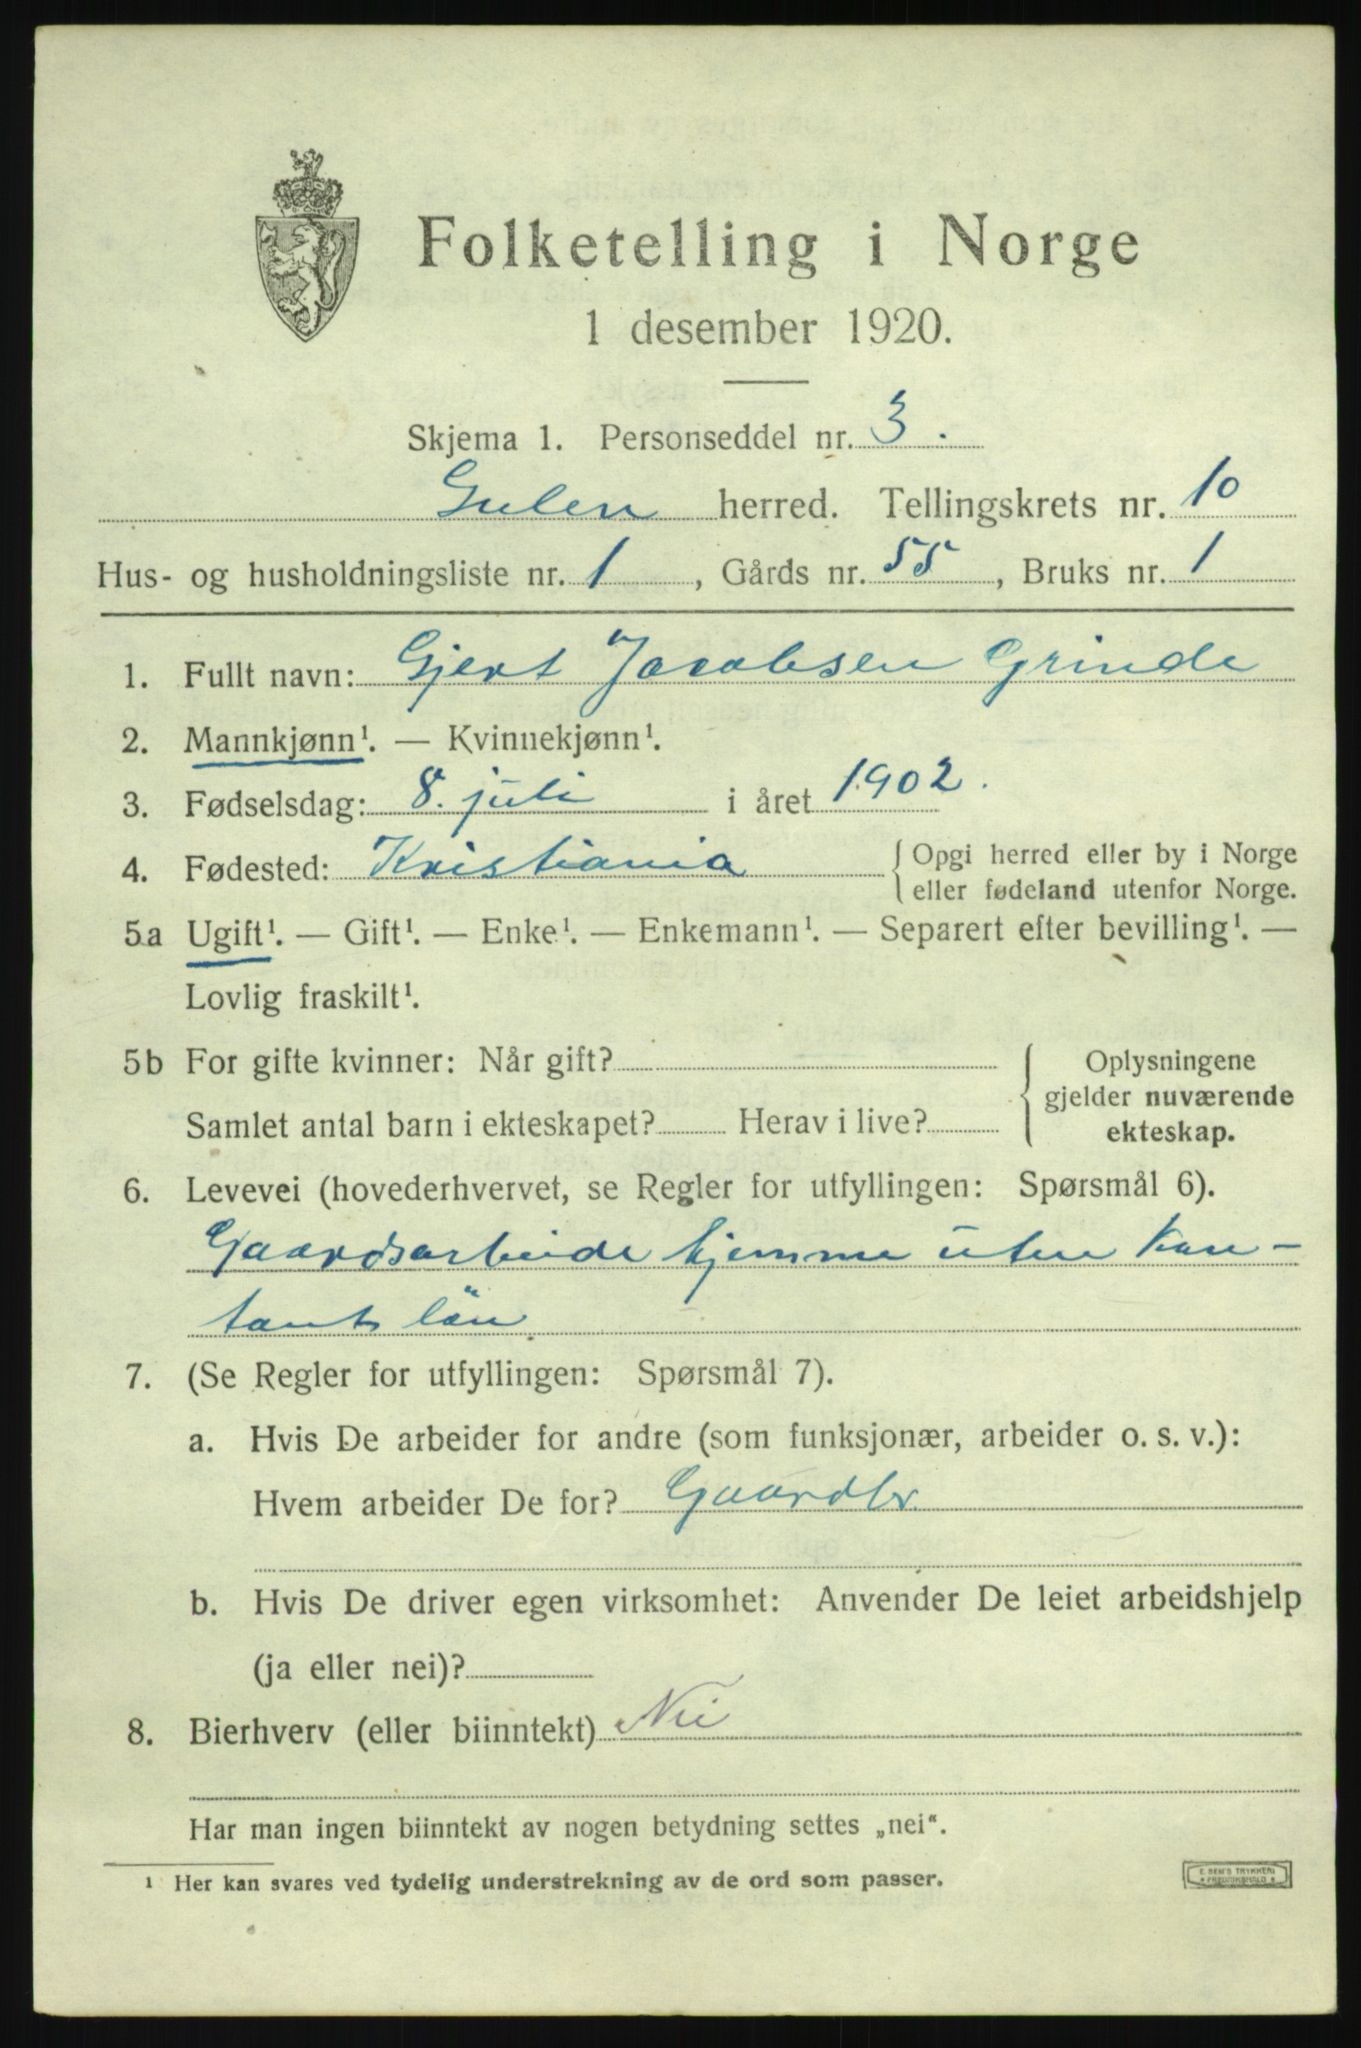 Folketelling i Norge
1 desember 1920.
Skjema 1. Personseddel nr. 3.
Gulen herred. Tellingskrets nr. 10
Hus- og husholdningsliste nr. 1, Gårds nr. 55, Bruks nr. 1
1. Fullt navn: Gjert Jacobsen Grinde
2. Mannkjønn¹. — Kvinnekjønn¹.
3. Fødselsdag: 8. juli i året 1902.
4. Fødested: Kristiania { Opgi herred eller by i Norge
eller fødeland utenfor Norge.
5a Ugift¹. — Gift¹. — Enke¹. — Enkemann¹. — Separert efter bevilling¹. —
Lovlig fraskilt¹.
5b For gifte kvinner: Når gift? { Oplysningene
gjelder nuværende
Samlet antal barn i ekteskapet? Herav i live? ekteskap.
6. Levevei (hovederhvervet, se Regler for utfyllingen: Spørsmål 6).
Gaardsarbeide hjemme uten kon-
tant løn
7. (Se Regler for utfyllingen: Spørsmål 7).
a. Hvis De arbeider for andre (som funksjonær, arbeider o. s. v.):
Hvem arbeider De for? Gaardbr.
b. Hvis De driver egen virksomhet: Anvender De leiet arbeidshjelp
(ja eller nei)?
8. Bierhverv (eller biinntekt) Nei
Har man ingen biinntekt av nogen betydning settes „nei“.
¹ Her kan svares ved tydelig understrekning av de ord som passer.
E. SEM'S TRYKKERI
* FREDRIKSHALD *